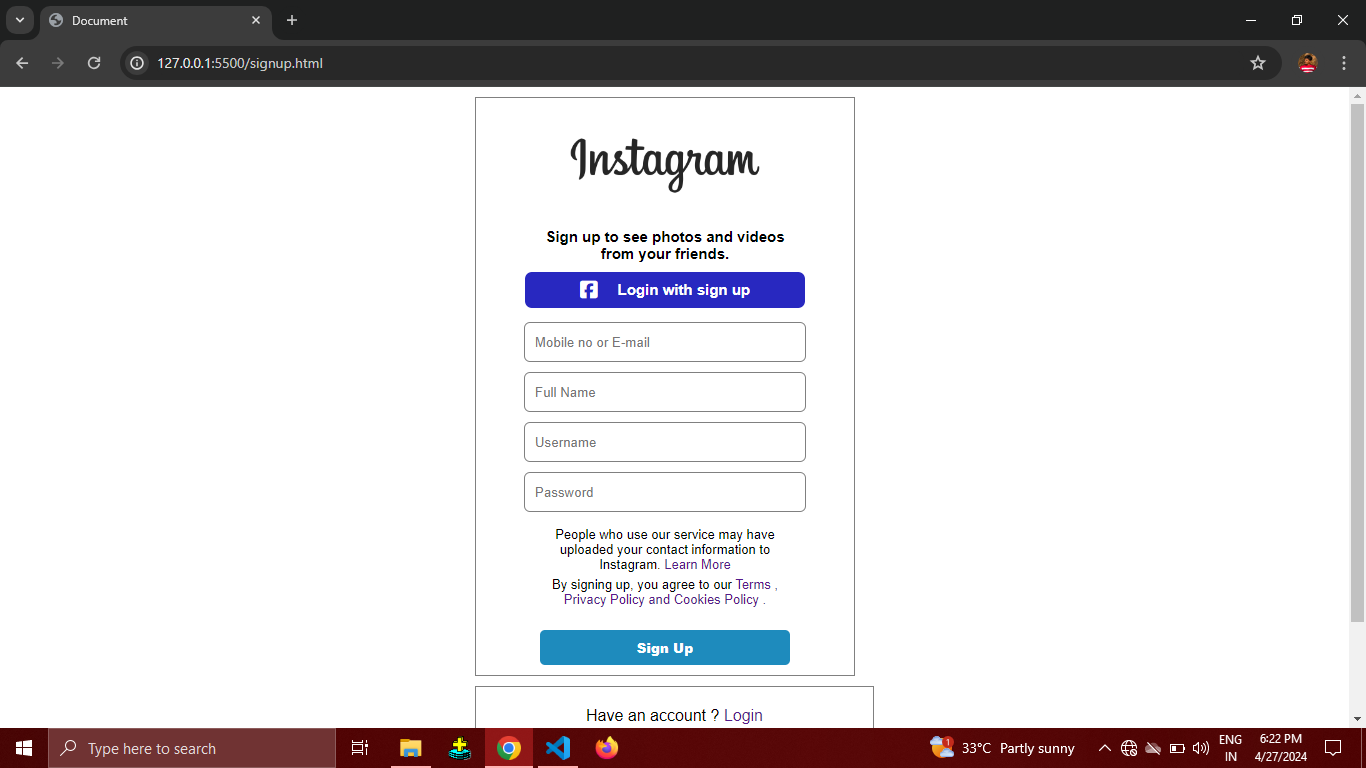 Document
127.0.0.1:5500/signup.html
Instagram
Sign up to see photos and videos
from your friends.
Login with sign up
Mobile no or E-mail
Full Name
Username
Password
People who use our service may have
uploaded your contact information to
Instagram. Learn More
By signing up, you agree to our Terms ,
Privacy Policy and Cookies Policy .
Sign Up
Have an account ? Login
Type here to search
1
33°C Partly sunny
ENG
IN
6:22 PM
4/27/2024